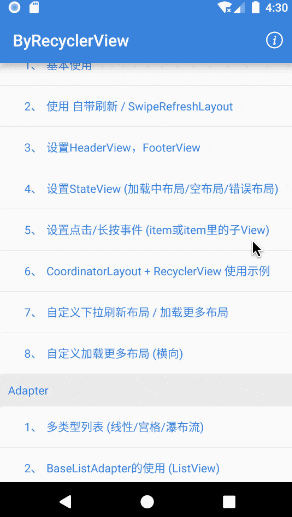 4:30
ByRecyclerView
1、 基本使用
2、 使用 自带刷新 / SwipeRefreshLayout
3、 设置HeaderView，FooterView
4、 设置StateView (加载中布局/空布局/错误布局)
5、 设置点击/长按事件 (item或item里的子View)
6、 CoordinatorLayout + RecyclerView 使用示例
7、 自定义下拉刷新布局 / 加载更多布局
8、 自定义加载更多布局 (横向)
Adapter
1、 多类型列表 (线性/宫格/瀑布流)
2、 BaseListAdapter的使用 (ListView)